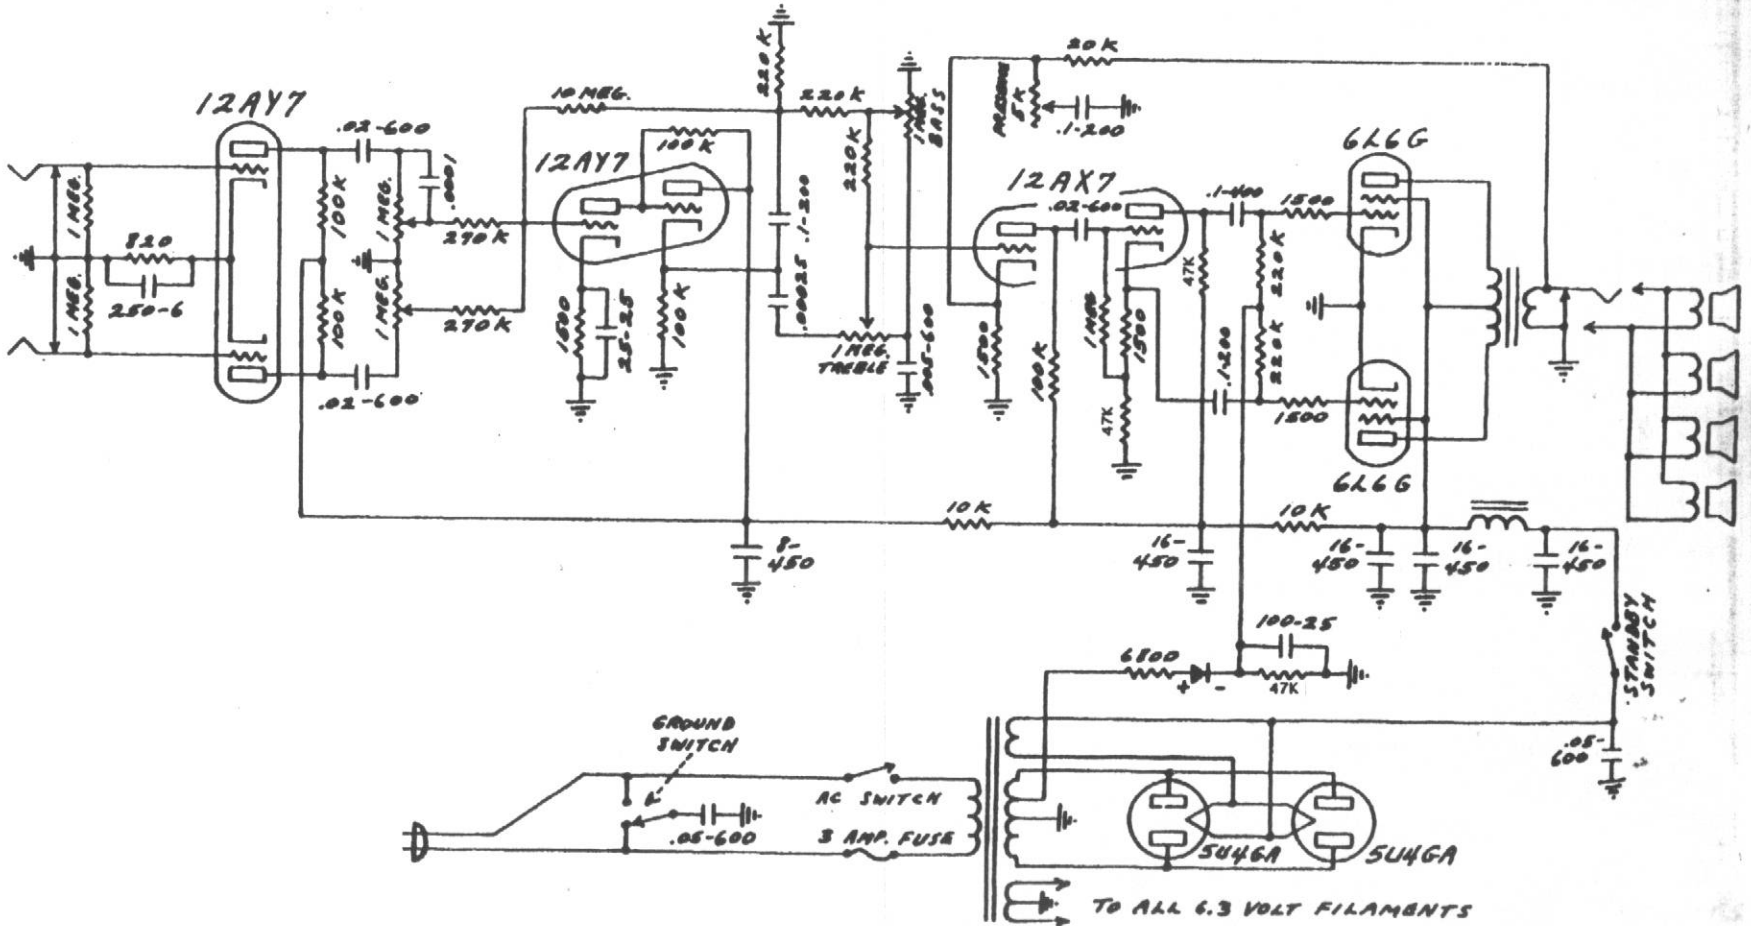 12AY7
.02-600
1 MEG.
1 MEG.
820
250-6
100K
100K
1 MEG.
1 MEG.
.0001
270K
270K
.02-600
10 MEG.
220K
220K
220K
100K
12AY7
1500
25-25
100K
.1-200
.00025
1 MEG.
TREBLE
1 MEG.
BASS
.005-600
PRESENCE
5K
20K
.1-200
12AX7
.02-600
1500
100K
1 MEG
1500
47K
47K
.1-400
.1-200
220K
220K
1500
1500
6L6G
6L6G
10K
10K
8-
450
16-
450
16-
450
16-
450
16-
450
STANDBY
SWITCH
100-25
6800
+ -
47K
.05-
600
GROUND
SWITCH
.05-600
AC SWITCH
3 AMP. FUSE
5U4GA
5U4GA
TO ALL 6.3 VOLT FILAMENTS